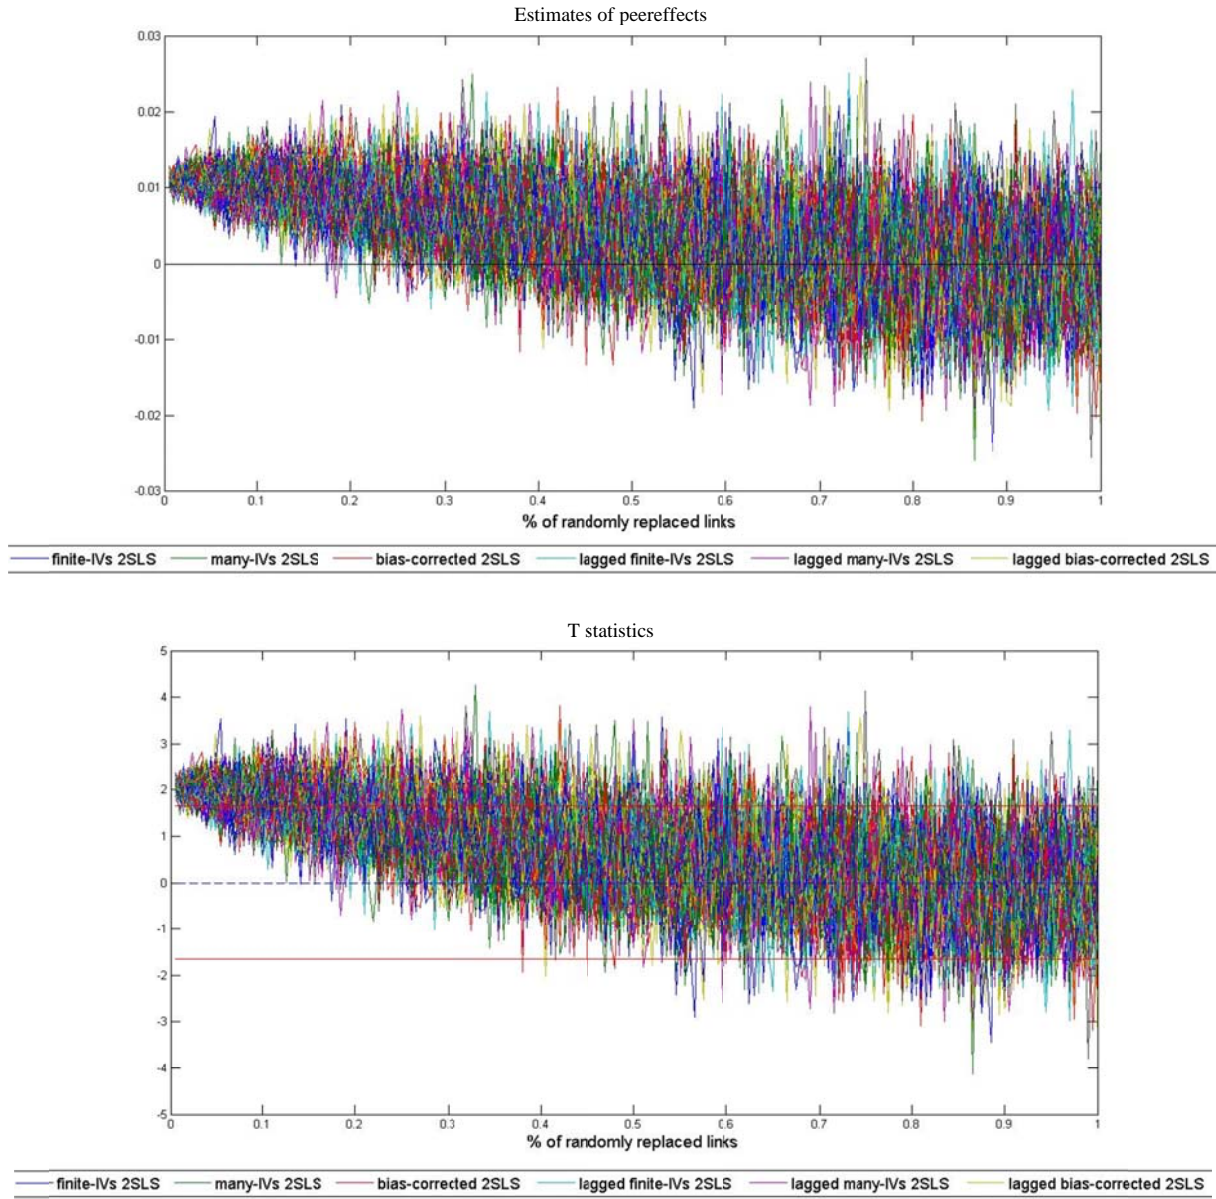 Estimates of peereffects
0.03
0.02
0.01
0
-0.01
-0.02
-0.03
0 0.1 0.2 0.3 0.4 0.5 0.6 0.7 0.8 0.9 1
% of randomly replaced links
finite-IVs 2SLS many-IVs 2SLS bias-corrected 2SLS lagged finite-IVs 2SLS lagged many-IVs 2SLS lagged bias-corrected 2SLS
T statistics
5
4
3
2
1
0
-1
-2
-3
-4
-5
0 0.1 0.2 0.3 0.4 0.5 0.6 0.7 0.8 0.9 1
% of randomly replaced links
finite-IVs 2SLS many-IVs 2SLS bias-corrected 2SLS lagged finite-IVs 2SLS lagged many-IVs 2SLS lagged bias-corrected 2SLS